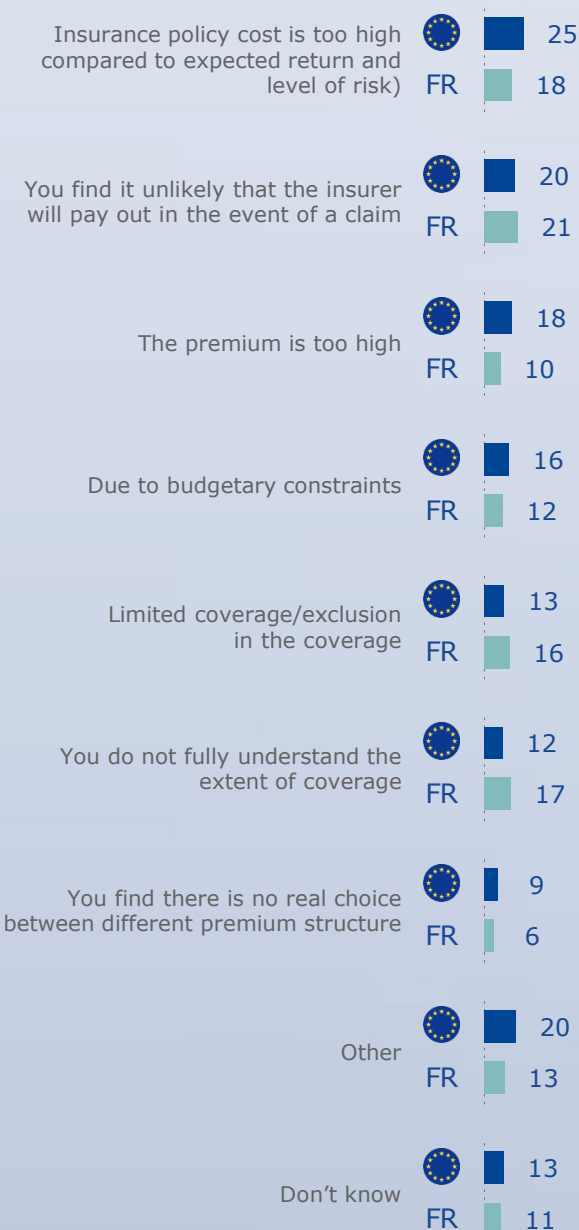 Insurance policy cost is too high
compared to expected return and
level of risk)
25
FR 18
You find it unlikely that the insurer
will pay out in the event of a claim
20
FR 21
The premium is too high
18
FR 10
Due to budgetary constraints
16
FR 12
Limited coverage/exclusion
in the coverage
13
FR 16
You do not fully understand the
extent of coverage
12
FR 17
You find there is no real choice
between different premium structure
9
FR 6
Other
20
FR 13
Don't know
13
FR 11